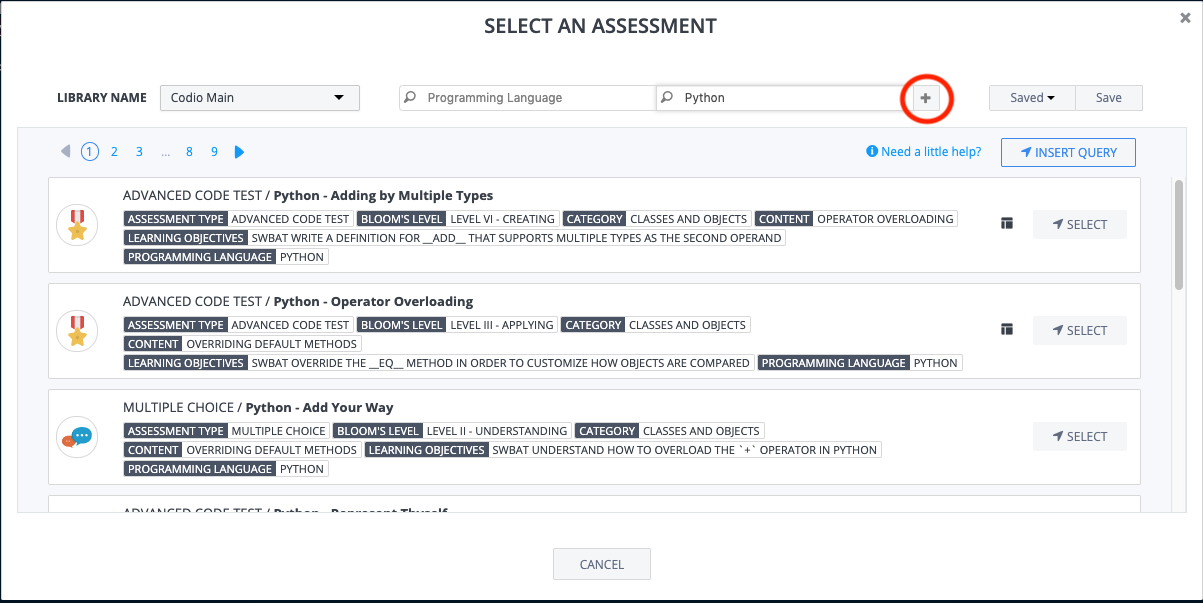 SELECT AN ASSESSMENT
LIBRARY NAME Codio Main Programming Language Python + Saved Save
1 2 3 ... 8 9 Need a little help? INSERT QUERY
ADVANCED CODE TEST / Python - Adding by Multiple Types
ASSESSMENT TYPE ADVANCED CODE TEST BLOOM'S LEVEL LEVEL VI - CREATING CATEGORY CLASSES AND OBJECTS CONTENT OPERATOR OVERLOADING
LEARNING OBJECTIVES SWBAT WRITE A DEFINITION FOR __ADD__ THAT SUPPORTS MULTIPLE TYPES AS THE SECOND OPERAND
PROGRAMMING LANGUAGE PYTHON
SELECT
ADVANCED CODE TEST / Python - Operator Overloading
ASSESSMENT TYPE ADVANCED CODE TEST BLOOM'S LEVEL LEVEL III - APPLYING CATEGORY CLASSES AND OBJECTS
CONTENT OVERRIDING DEFAULT METHODS
LEARNING OBJECTIVES SWBAT OVERRIDE THE __EQ__ METHOD IN ORDER TO CUSTOMIZE HOW OBJECTS ARE COMPARED PROGRAMMING LANGUAGE PYTHON
SELECT
MULTIPLE CHOICE / Python - Add Your Way
ASSESSMENT TYPE MULTIPLE CHOICE BLOOM'S LEVEL LEVEL II - UNDERSTANDING CATEGORY CLASSES AND OBJECTS
CONTENT OVERRIDING DEFAULT METHODS LEARNING OBJECTIVES SWBAT UNDERSTAND HOW TO OVERLOAD THE `+` OPERATOR IN PYTHON
PROGRAMMING LANGUAGE PYTHON
SELECT
ADVANCED CODE TEST / Python - Represent Thyself
CANCEL